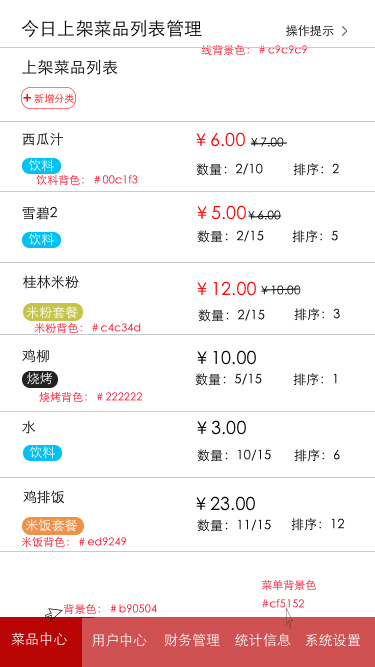 今日上架菜品列表管理 操作提示 >
线背景色：#c9c9c9
上架菜品列表
+ 新增分类
西瓜汁 ¥6.00 ¥7.00
饮料 数量：2/10 排序：2
饮料背色：#00c1f3
雪碧2 ¥5.00 ¥6.00
饮料 数量：2/15 排序：5
桂林米粉 ¥12.00 ¥10.00
米粉套餐 数量：2/15 排序：3
米粉背色：#c4c34d
鸡柳 ¥10.00
烧烤 数量：5/15 排序：1
烧烤背色：#222222
水 ¥3.00
饮料 数量：10/15 排序：6
鸡排饭 ¥23.00
米饭套餐 数量：11/15 排序：12
米饭背色：#ed9249
菜单背景色
#cf5152
背景色：#b90504
菜品中心 用户中心 财务管理 统计信息 系统设置